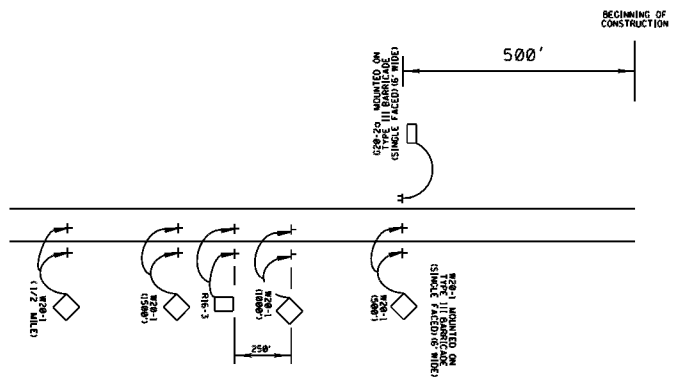 BEGINNING OF
CONSTRUCTION
500'
G20-2a MOUNTED ON
TYPE III BARRICADE
(SINGLE FACED)(6' WIDE)
W20-1
(1/2 MILE)
W20-1
(1500')
R16-3
W20-1
(1000')
250'
W20-1
(500')
W20-1 MOUNTED ON
TYPE III BARRICADE
(SINGLE FACED)(6' WIDE)